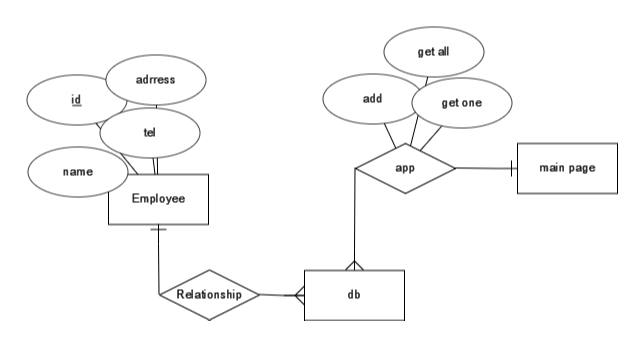 get all
adrress
id
add
get one
tel
name
app
main page
Employee
Relationship
db